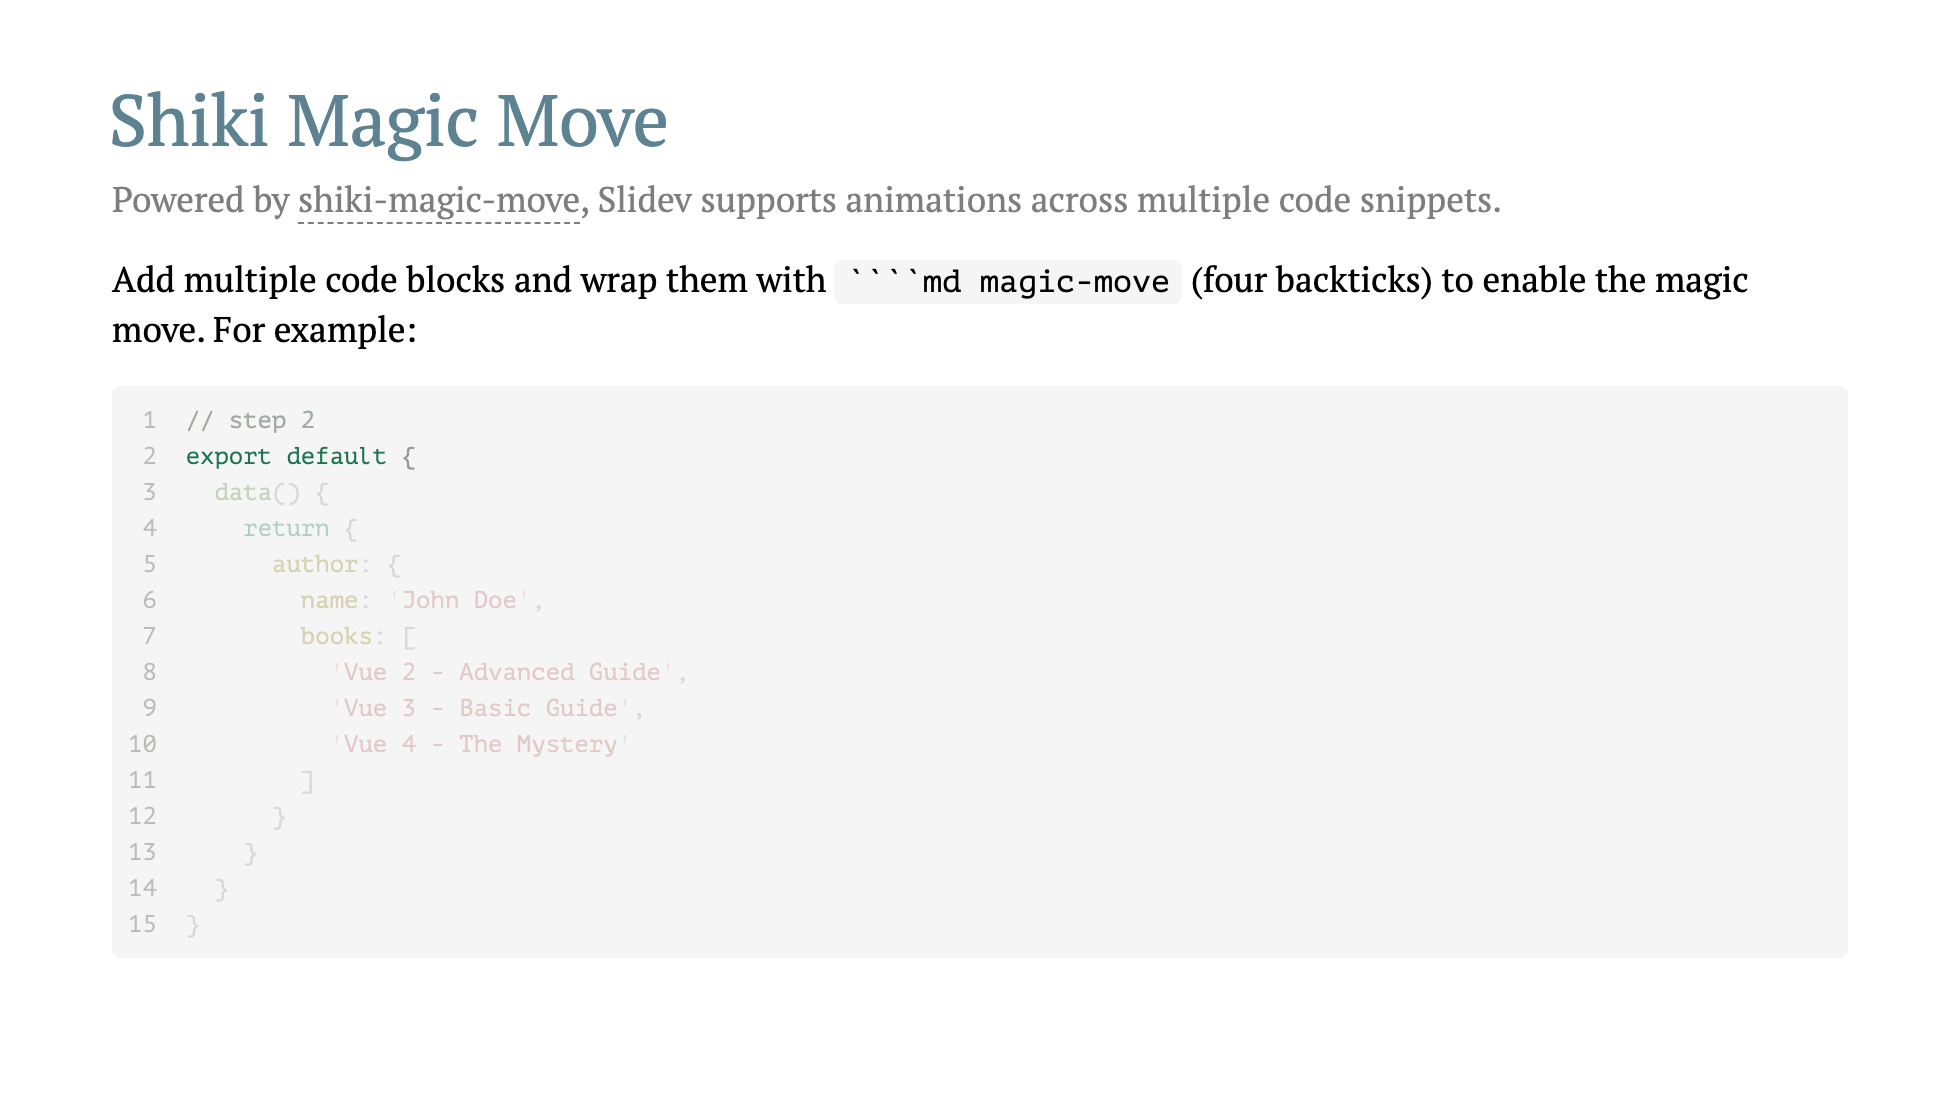 Shiki Magic Move
Powered by shiki-magic-move, Slidev supports animations across multiple code snippets.
Add multiple code blocks and wrap them with ````md magic-move (four backticks) to enable the magic
move. For example:
1 // step 2
2 export default {
3   data() {
4     return {
5       author: {
6         name: 'John Doe',
7         books: [
8           'Vue 2 - Advanced Guide',
9           'Vue 3 - Basic Guide',
10           'Vue 4 - The Mystery'
11         ]
12       }
13     }
14   }
15 }